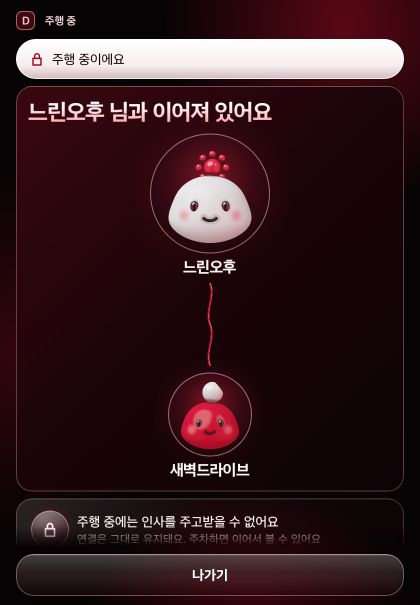 D 주행 중
주행 중이에요
느린오후 님과 이어져 있어요
느린오후
새벽드라이브
주행 중에는 인사를 주고받을 수 없어요
연결은 그대로 유지돼요. 주차하면 이어서 볼 수 있어요
나가기